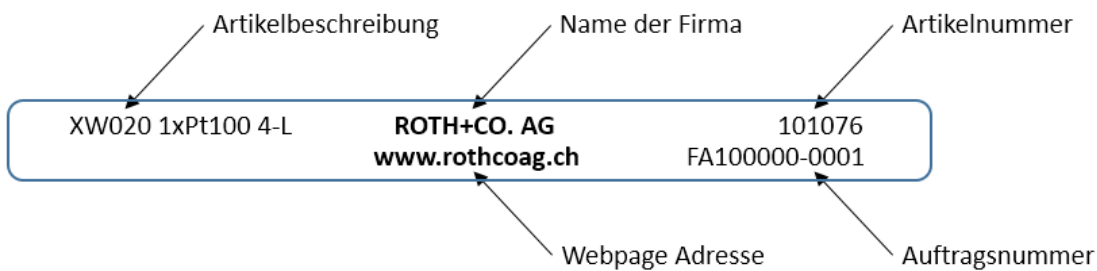 Artikelbeschreibung Name der Firma Artikelnummer
XW020 1xPt100 4-L ROTH+CO. AG 101076
www.rothcoag.ch FA100000-0001
Webpage Adresse Auftragsnummer